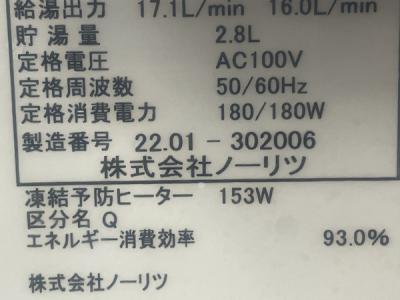 給湯出力 17.1L/min 16.0L/min
貯湯量 2.8L
定格電圧 AC100V
定格周波数 50/60Hz
定格消費電力 180/180W
製造番号 22.01-302006
株式会社ノーリツ
凍結予防ヒーター 153W
区分名 Q
エネルギー消費効率 93.0%
株式会社ノーリツ